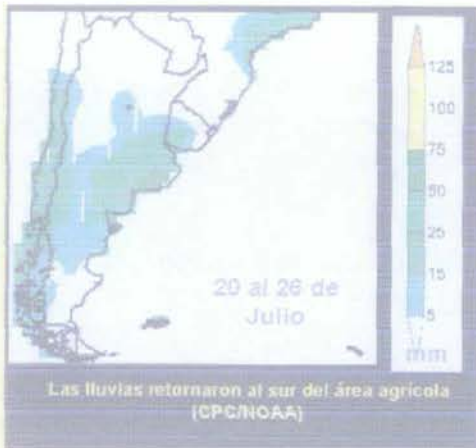 125
100
75
50
25
15
5
mm
20 al 26 de
Julio
Las lluvias retornaron al sur del área agrícola
(CPC/NOAA)